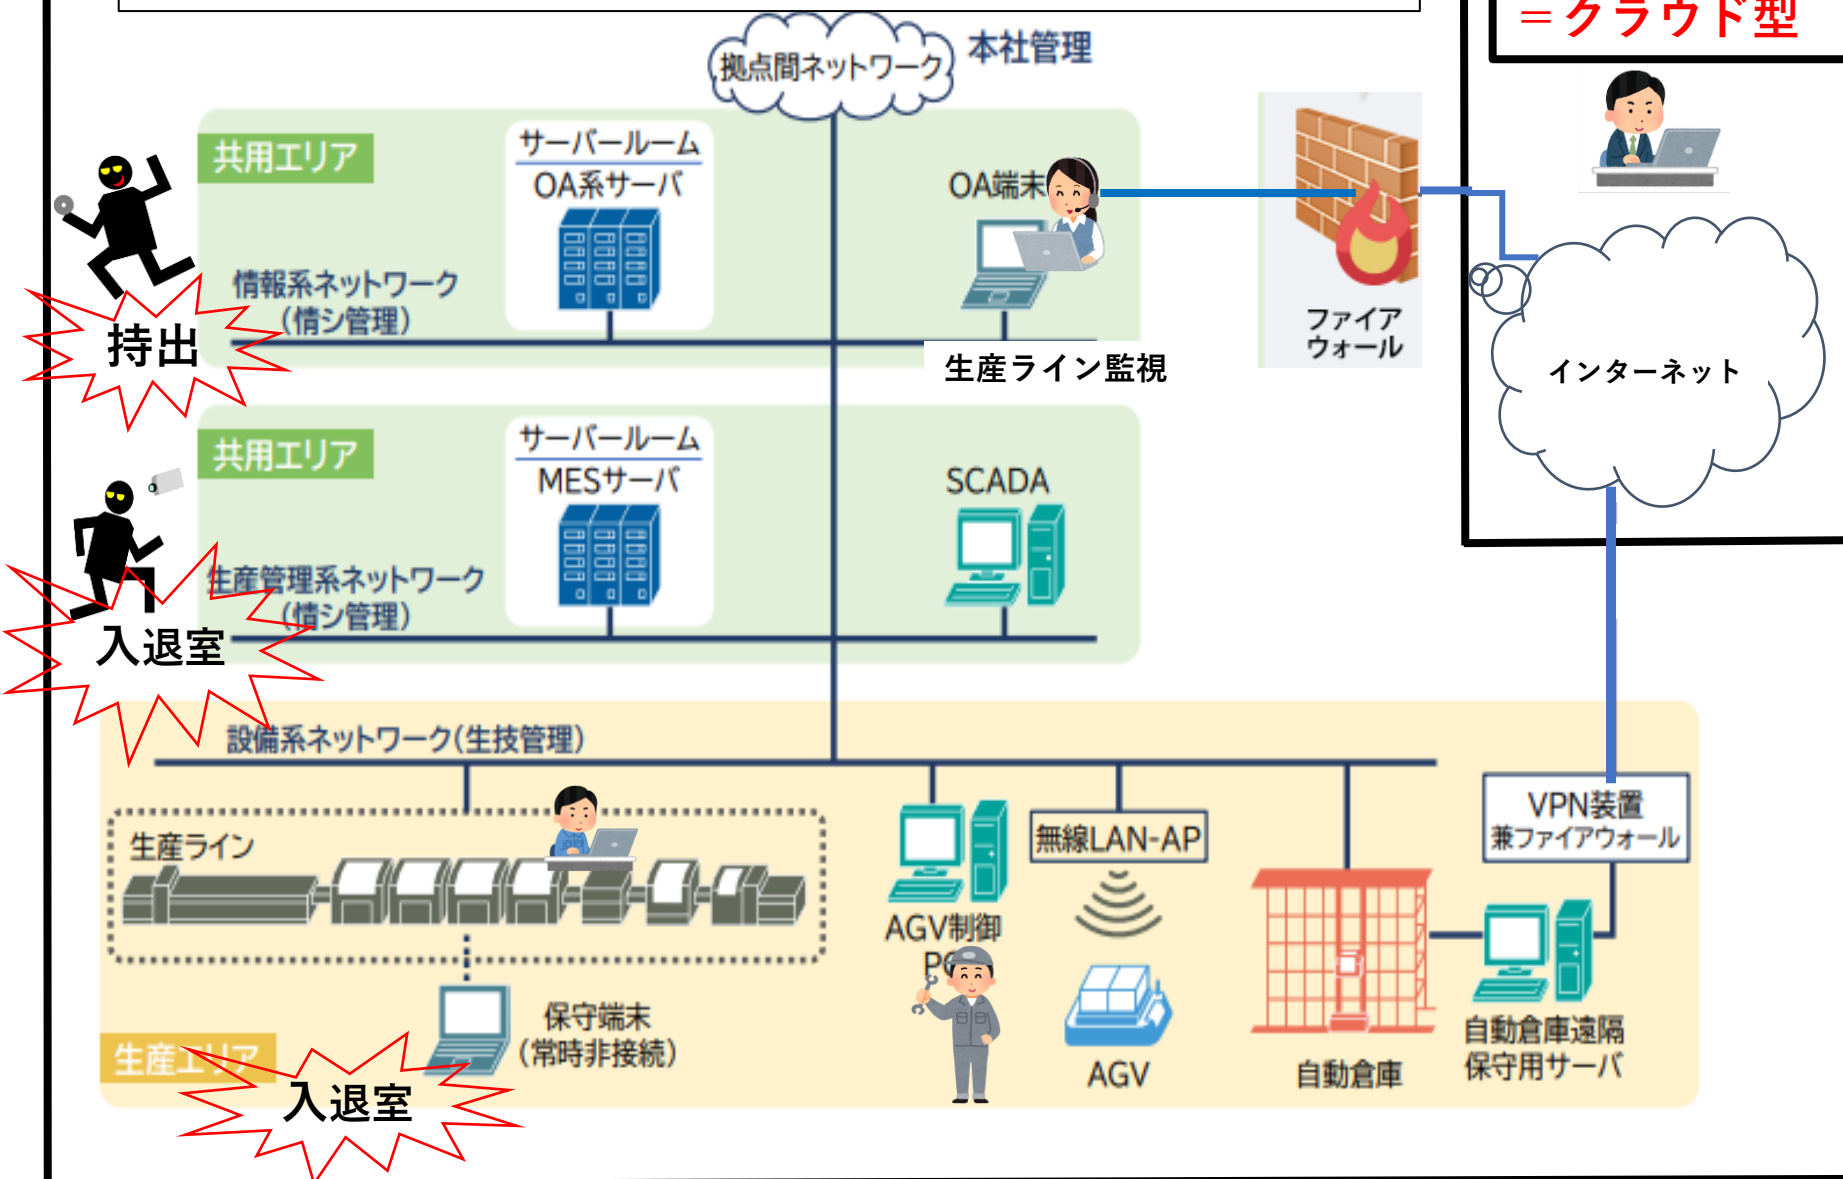 ＝クラウド型
拠点間ネットワーク
本社管理
共用エリア
サーバールーム
OA系サーバ
OA端末
情報系ネットワーク
（情シ管理）
持出
生産ライン監視
ファイア
ウォール
インターネット
共用エリア
サーバールーム
MESサーバ
SCADA
生産管理系ネットワーク
（情シ管理）
入退室
設備系ネットワーク（生技管理）
生産ライン
AGV制御
無線LAN-AP
VPN装置
兼ファイアウォール
保守端末
（常時非接続）
AGV
自動倉庫
自動倉庫遠隔
保守用サーバ
生産エリア
入退室